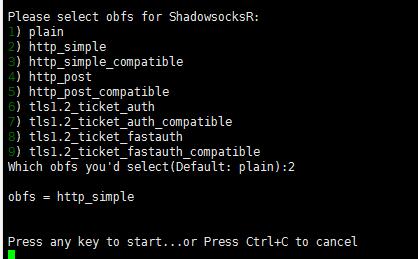 Please select obfs for ShadowsocksR:
1) plain
2) http_simple
3) http_simple_compatible
4) http_post
5) http_post_compatible
6) tls1.2_ticket_auth
7) tls1.2_ticket_auth_compatible
8) tls1.2_ticket_fastauth
9) tls1.2_ticket_fastauth_compatible
Which obfs you'd select(Default: plain):2
obfs = http_simple
Press any key to start...or Press Ctrl+C to cancel